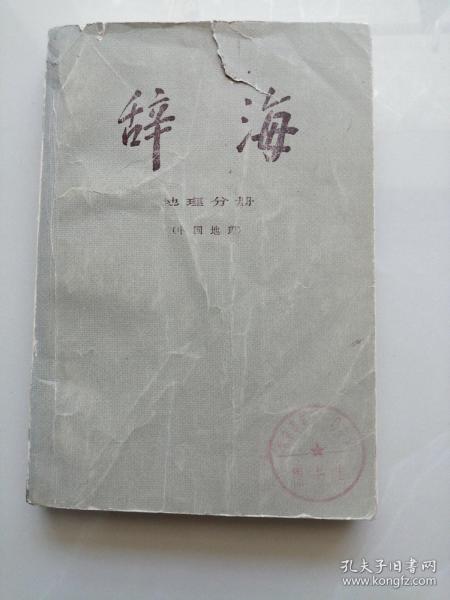 辞海
地理分册
(中国地理)
孔夫子旧书网
www.kongfz.com